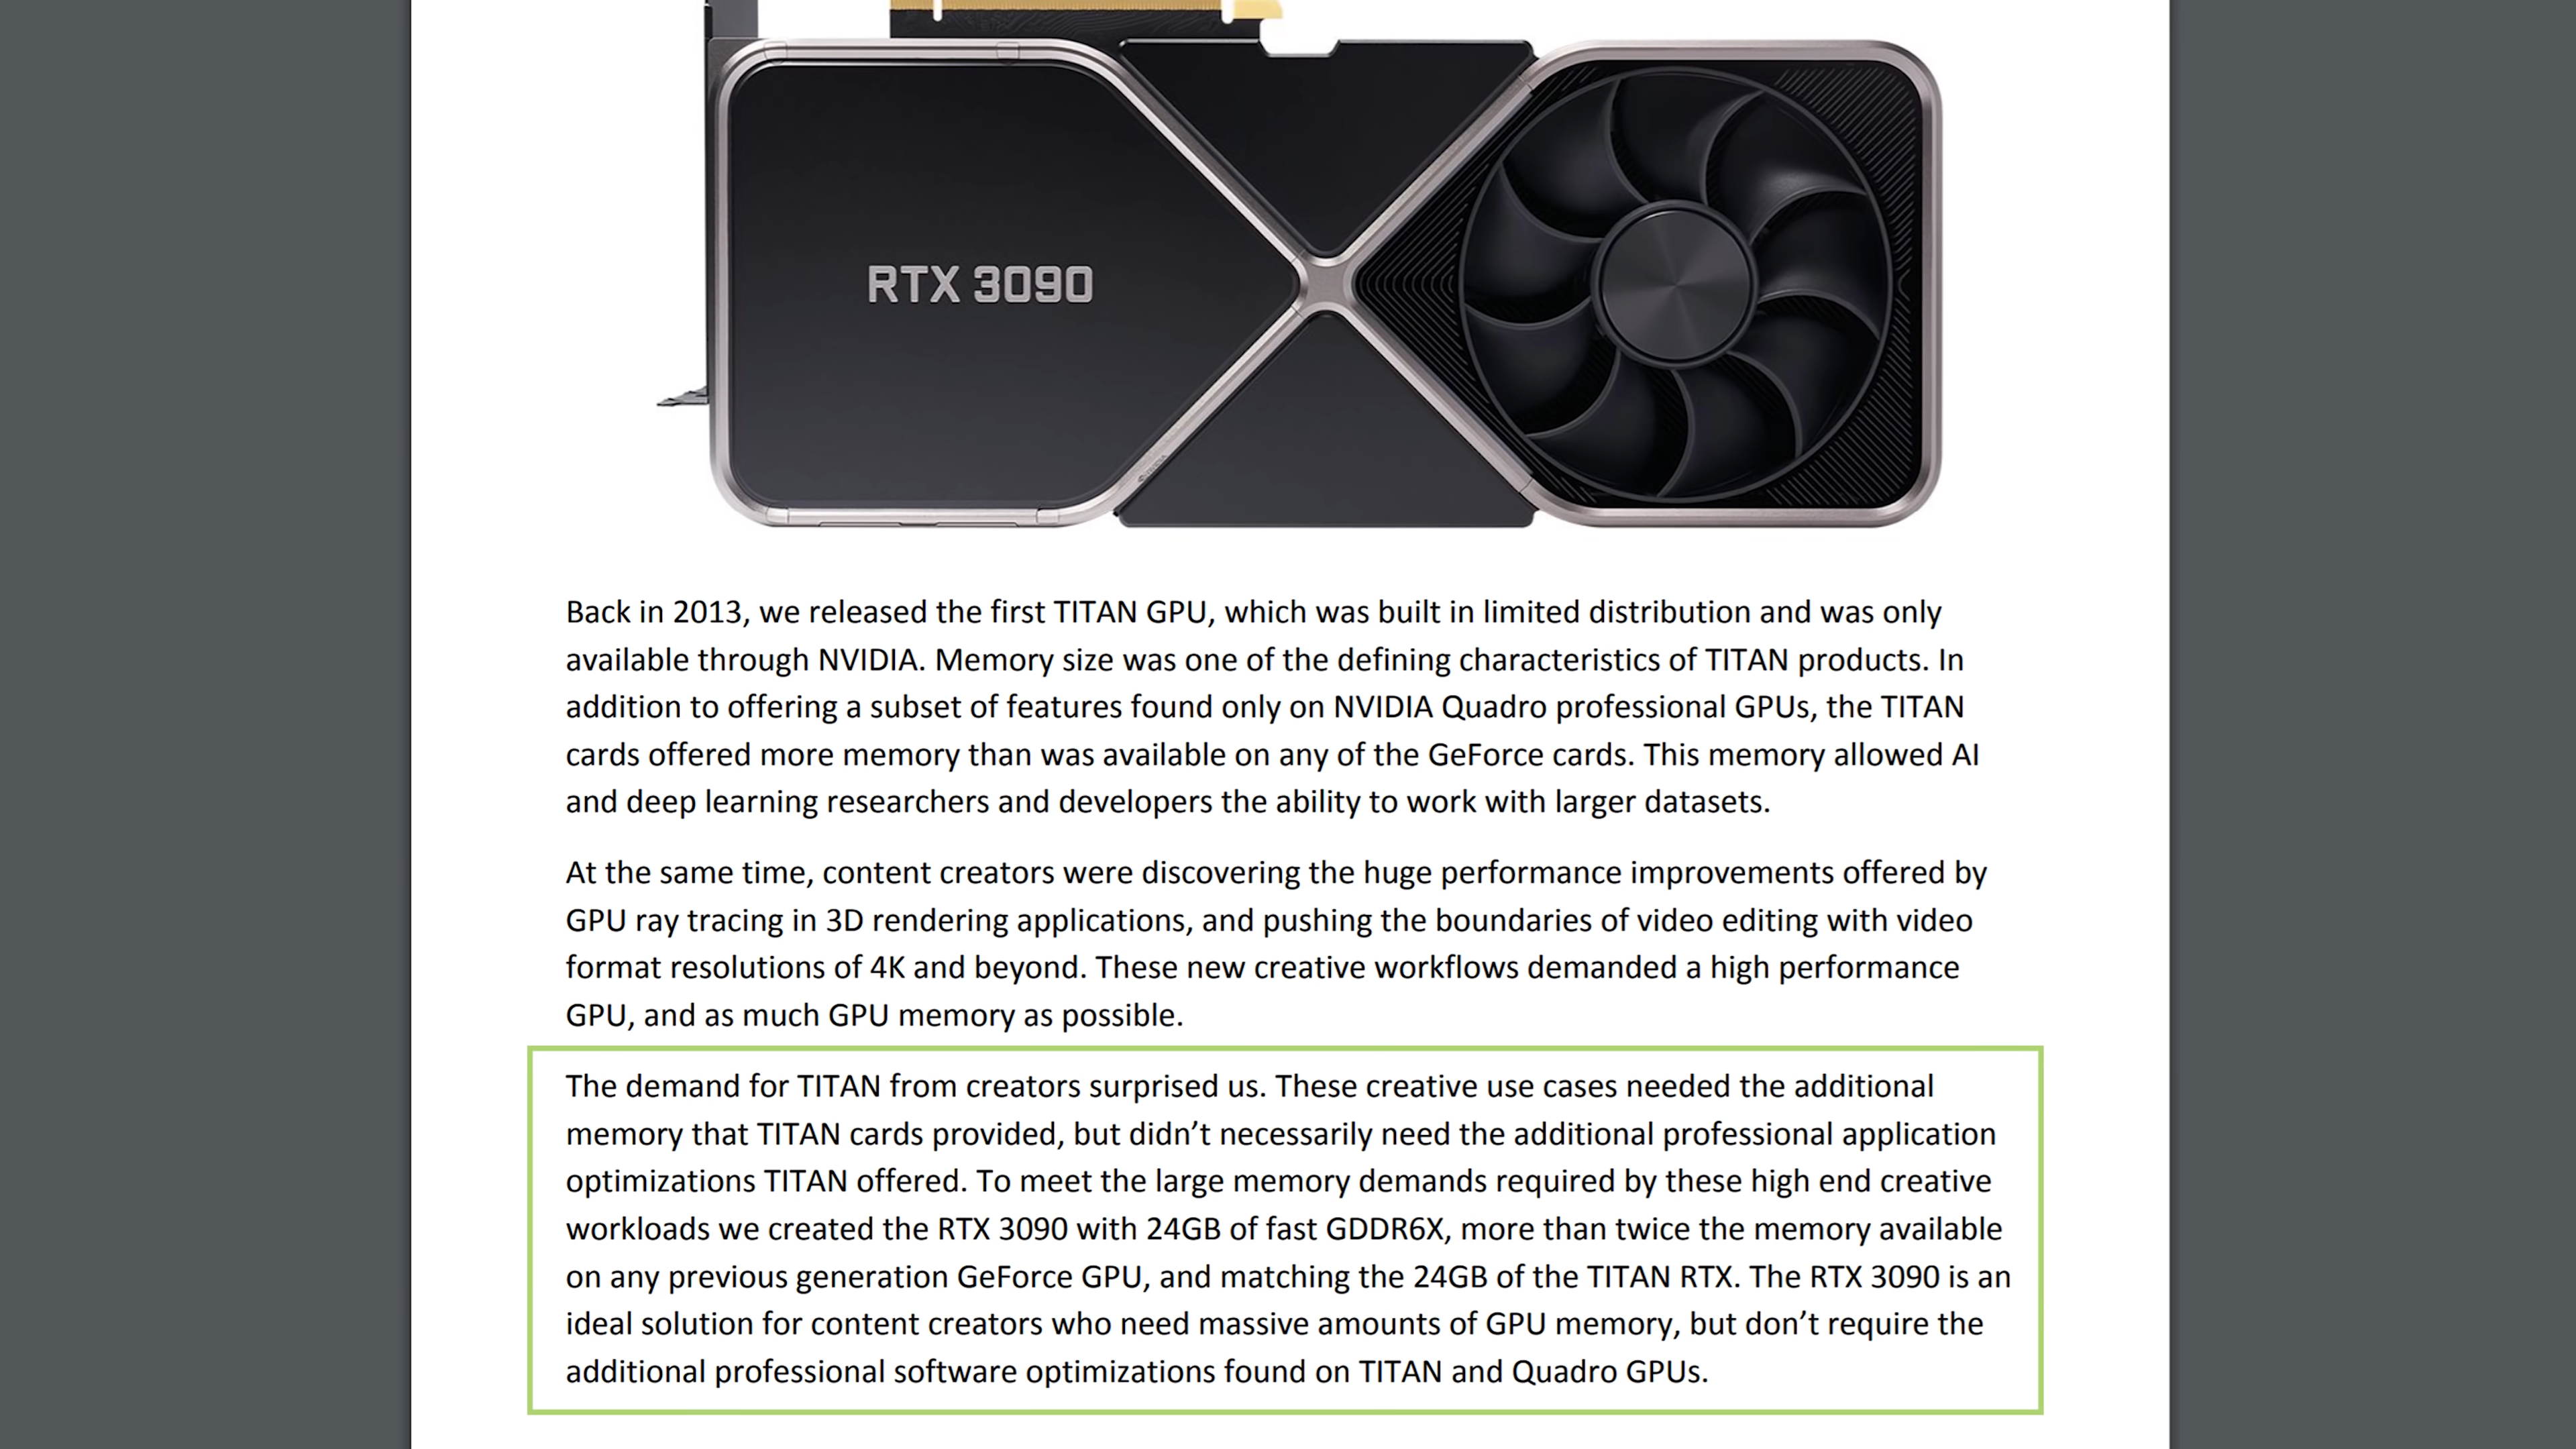 RTX 3090
Back in 2013, we released the first TITAN GPU, which was built in limited distribution and was only
available through NVIDIA. Memory size was one of the defining characteristics of TITAN products. In
addition to offering a subset of features found only on NVIDIA Quadro professional GPUs, the TITAN
cards offered more memory than was available on any of the GeForce cards. This memory allowed AI
and deep learning researchers and developers the ability to work with larger datasets.
At the same time, content creators were discovering the huge performance improvements offered by
GPU ray tracing in 3D rendering applications, and pushing the boundaries of video editing with video
format resolutions of 4K and beyond. These new creative workflows demanded a high performance
GPU, and as much GPU memory as possible.
The demand for TITAN from creators surprised us. These creative use cases needed the additional
memory that TITAN cards provided, but didn’t necessarily need the additional professional application
optimizations TITAN offered. To meet the large memory demands required by these high end creative
workloads we created the RTX 3090 with 24GB of fast GDDR6X, more than twice the memory available
on any previous generation GeForce GPU, and matching the 24GB of the TITAN RTX. The RTX 3090 is an
ideal solution for content creators who need massive amounts of GPU memory, but don’t require the
additional professional software optimizations found on TITAN and Quadro GPUs.